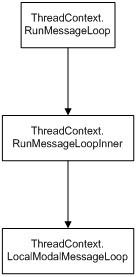 ThreadContext.
RunMessageLoop
ThreadContext.
RunMessageLoopInner
ThreadContext.
LocalModalMessageLoop